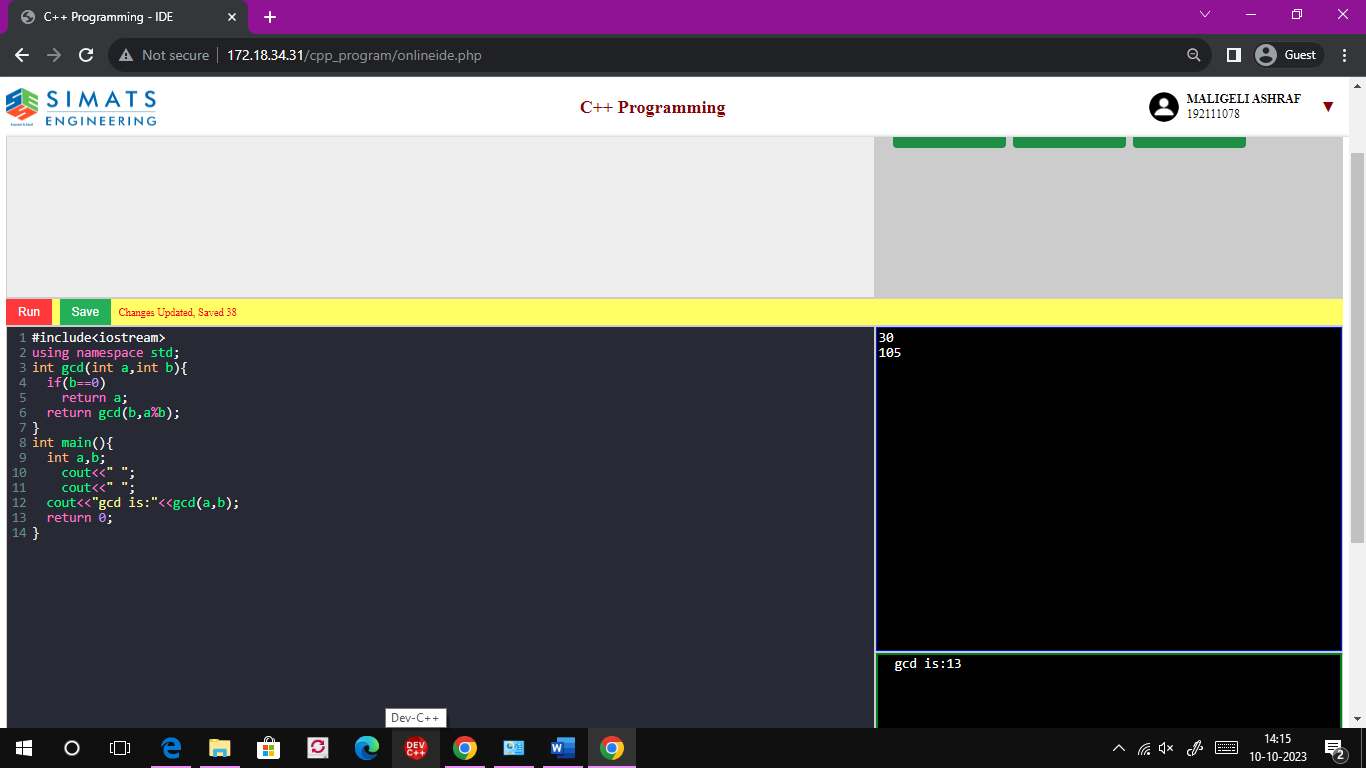 C++ Programming - IDE
Not secure 172.18.34.31/cpp_program/onlineide.php
Guest
SIMATS
ENGINEERING
C++ Programming
MALIGELI ASHRAF
192111078
Run Save Changes Updated, Saved 38
1 #include<iostream>
2 using namespace std;
3 int gcd(int a,int b){
4 if(b==0)
5 return a;
6 return gcd(b,a%b);
7 }
8 int main(){
9 int a,b;
10 cout<<" ";
11 cout<<" ";
12 cout<<"gcd is:"<<gcd(a,b);
13 return 0;
14 }
30
105
gcd is:13
Dev-C++
DEV
C++
W
14:15
10-10-2023
2